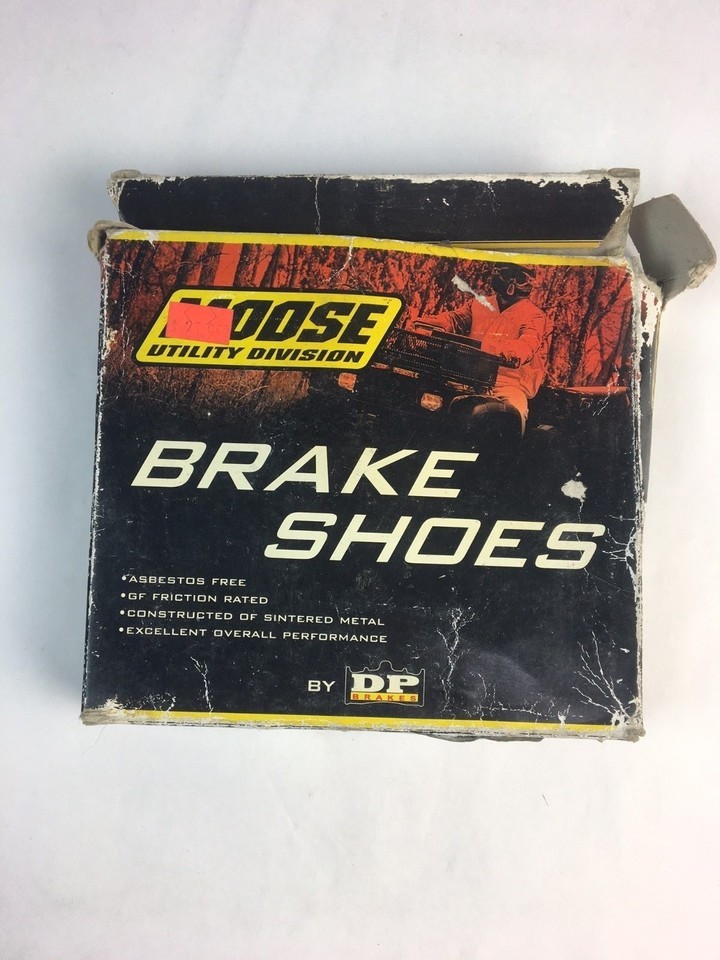 MOOSE
UTILITY DIVISION
BRAKE
SHOES
•ASBESTOS FREE
•GF FRICTION RATED
•CONSTRUCTED OF SINTERED METAL
•EXCELLENT OVERALL PERFORMANCE
BY DP
BRAKES